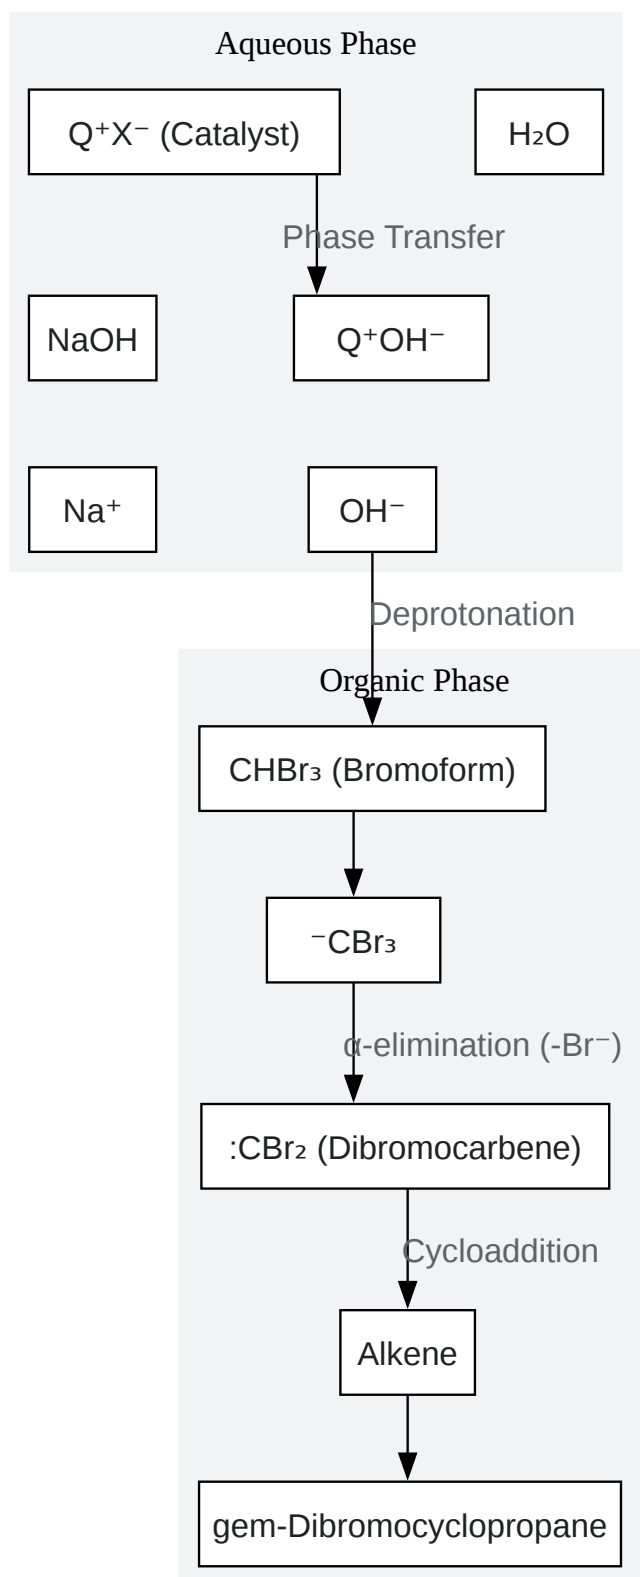 Aqueous Phase
Q⁺X⁻ (Catalyst)
H₂O
Phase Transfer
NaOH
Q⁺OH⁻
Na⁺
OH⁻
Deprotonation
Organic Phase
CHBr₃ (Bromoform)
⁻CBr₃
α-elimination (-Br⁻)
:CBr₂ (Dibromocarbene)
Cycloaddition
Alkene
gem-Dibromocyclopropane